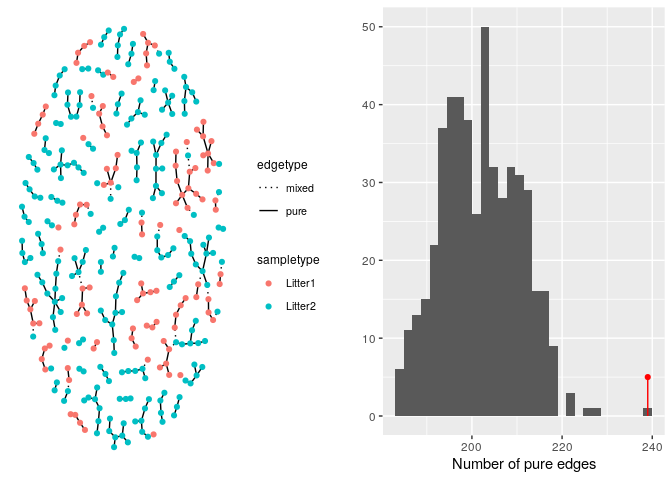 edgetype
mixed
pure
sampletype
Litter1
Litter2
50
40
30
20
10
0
200
220
240
Number of pure edges